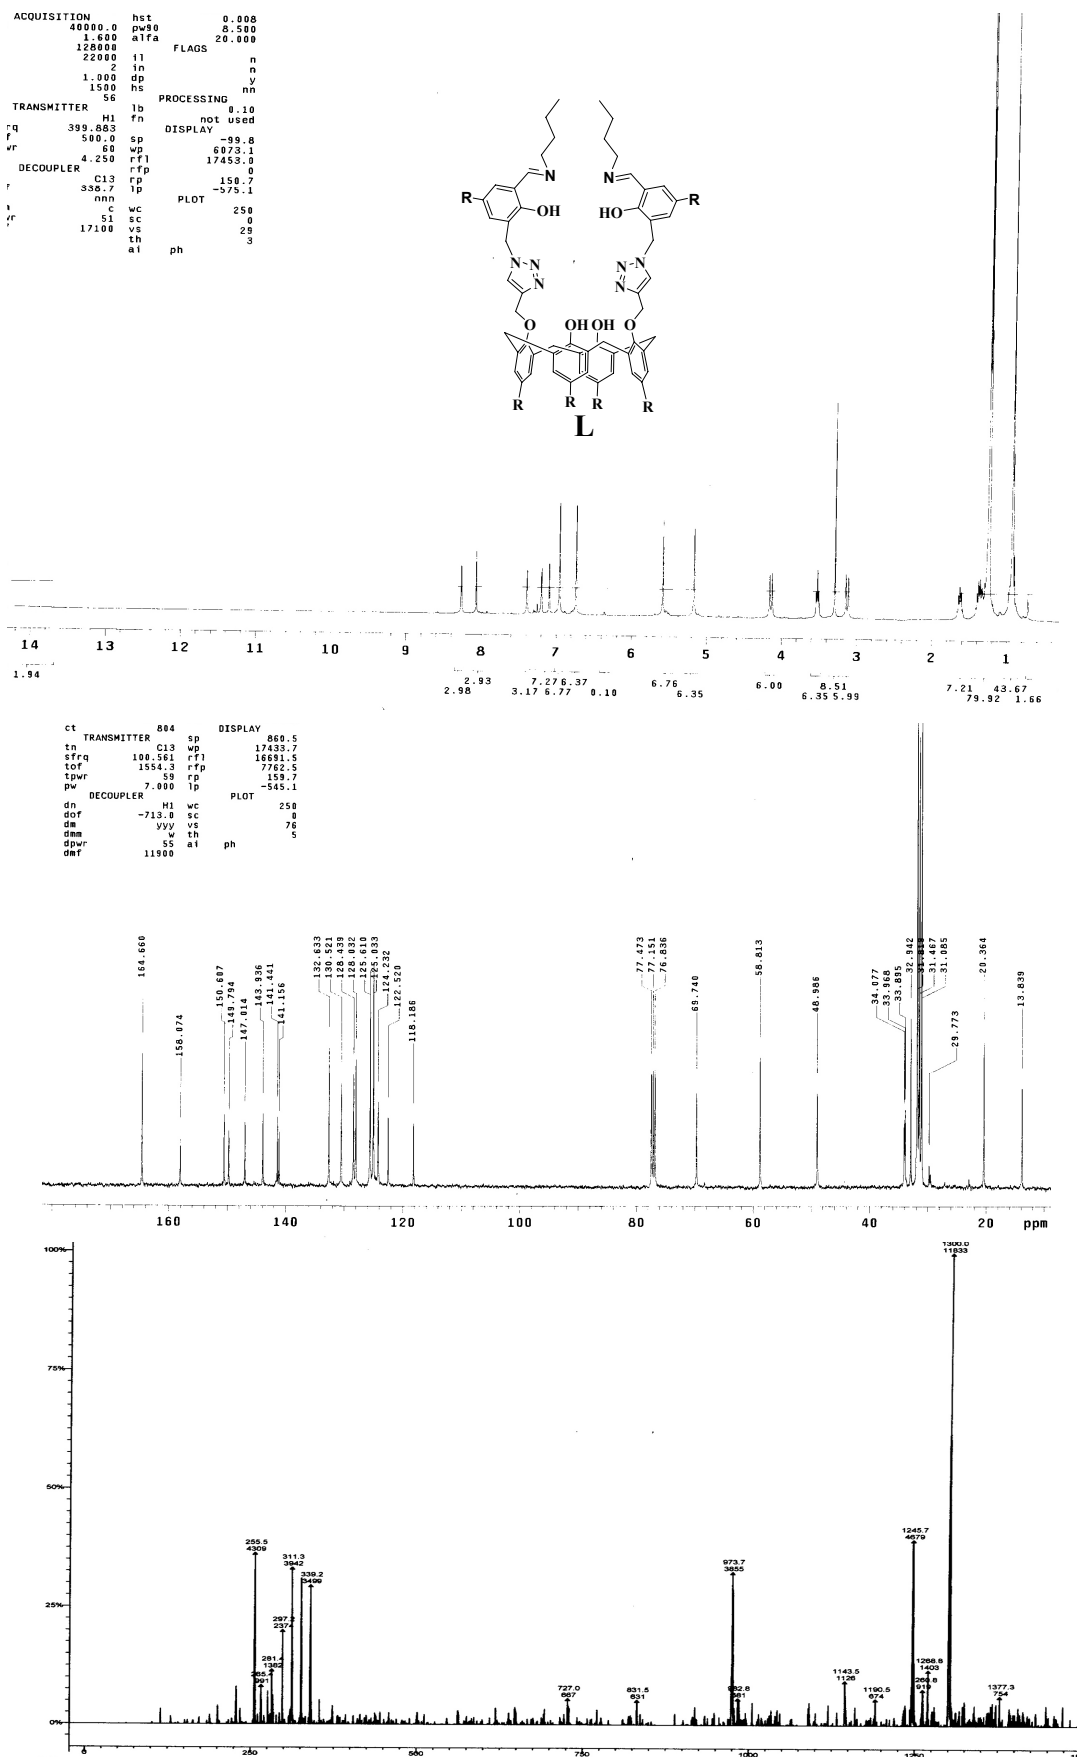 ACQUISITION hst 0.008
40000.0 pw90 8.500
1.600 alfa 20.000
128000 FLAGS
22000 il n
2 in n
1.000 dp y
1500 hs nn
56 PROCESSING
TRANSMITTER lb 0.10
H1 fn not used
399.883 DISPLAY
500.0 sp -99.8
60 wp 6073.1
4.250 rfl 17453.0
DECOUPLER rfp 0
C13 rp 150.7
338.7 lp -575.1
nnn PLOT
c wc 250
51 sc 0
17100 vs 29
th 3
ai ph
N N
R OH HO R
N N N N N N
O OH OH O
R R R R
L
14 13 12 11 10 9 8 7 6 5 4 3 2 1
1.94 2.98 2.93 3.17 7.27 6.77 6.37 0.10 6.76 6.35 6.00 6.35 8.51 5.99 7.21 79.92 43.67 1.66
ct 804 DISPLAY
TRANSMITTER sp 860.5
tn C13 wp 17433.7
sfrq 100.561 rfl 16691.5
tof 1554.3 rfp 7762.5
tpwr 59 rp 159.7
pw 7.000 lp -545.1
DECOUPLER PLOT
dn H1 wc 250
dof -713.0 sc 0
dm yyy vs 76
dmm w th 5
dpwr 55 ai ph
dmf 11900
164.660
158.074
150.607
149.794
147.014
143.936
141.441
141.156
132.633
130.521
128.439
128.032
125.610
125.033
124.232
122.520
118.186
77.473
77.151
76.836
69.740
58.813
48.986
34.077
33.968
33.895
32.942
31.467
31.085
29.773
20.364
13.839
160 140 120 100 80 60 40 20 ppm
100%
75%
50%
25%
0%
1300.0
11833
255.5
4309
311.3
3942
339.2
3499
297.2
2374
281.4
1382
991
727.0
667
831.5
631
973.7
3855
982.8
681
1143.5
1126
1190.5
674
1245.7
4679
1268.8
1403
919
1377.3
754
0 250 500 750 1000 1250